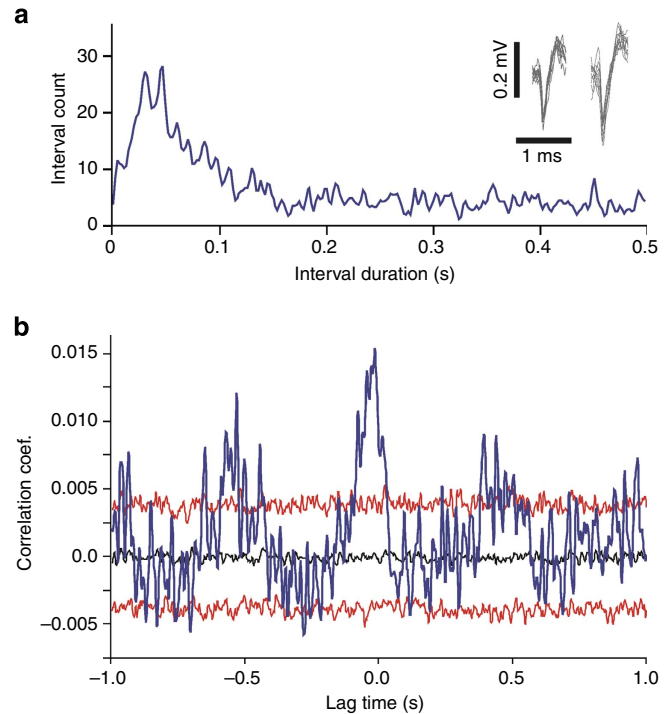 a
30
20
10
0
Interval count
0.2 mV
1 ms
0 0.1 0.2 0.3 0.4 0.5
Interval duration (s)
b
0.015
0.010
0.005
0.0
–0.005
Correlation coef.
–1.0 –0.5 0.0 0.5 1.0
Lag time (s)